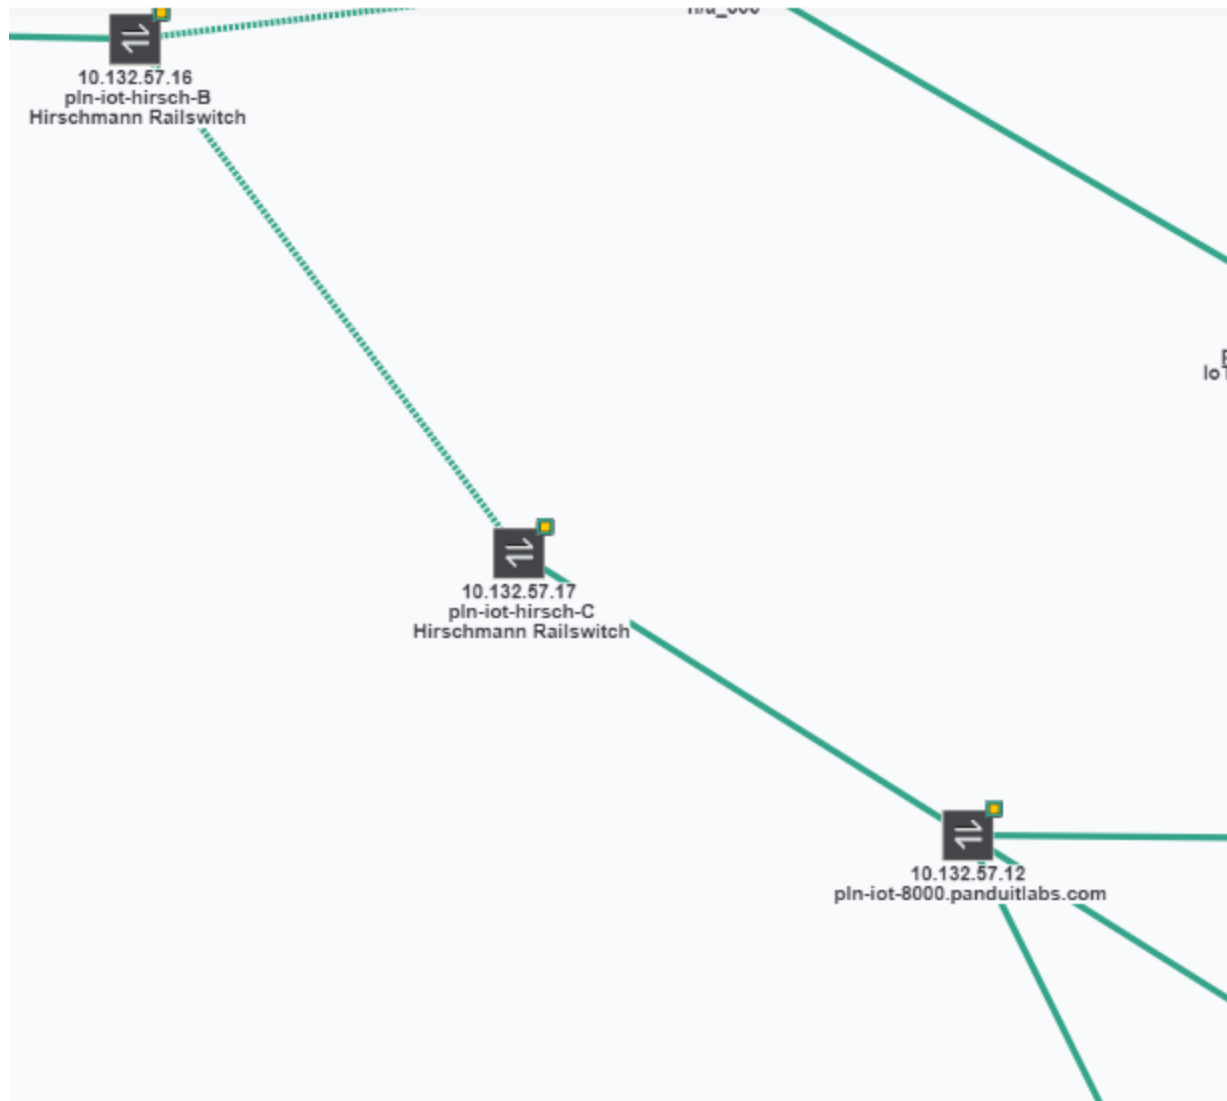 10.132.57.16
pln-iot-hirsch-B
Hirschmann Railswitch
10.132.57.17
pln-iot-hirsch-C
Hirschmann Railswitch
10.132.57.12
pln-iot-8000.panduitlabs.com